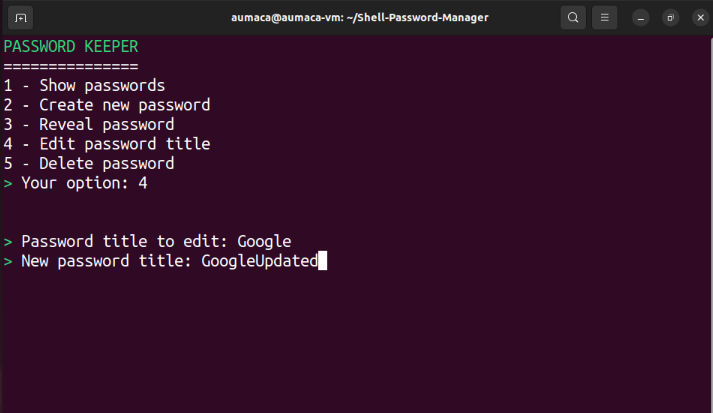 aumaca@aumaca-vm: ~/Shell-Password-Manager
PASSWORD KEEPER
===============
1 - Show passwords
2 - Create new password
3 - Reveal password
4 - Edit password title
5 - Delete password
> Your option: 4
> Password title to edit: Google
> New password title: GoogleUpdated